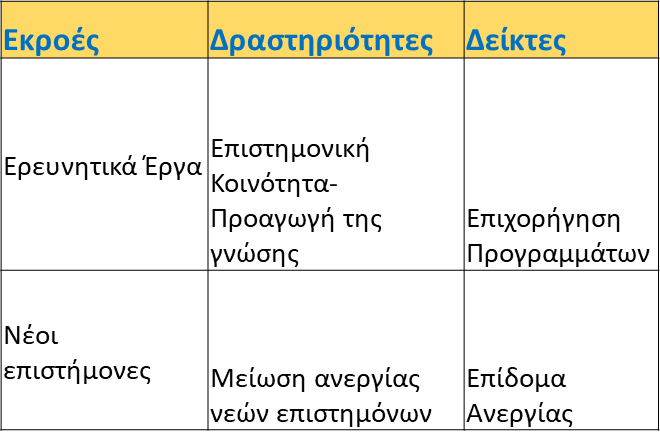 Εκροές
Δραστηριότητες
Δείκτες
Ερευνητικά Έργα
Επιστημονική
Κοινότητα-
Προαγωγή της
γνώσης
Επιχορήγηση
Προγραμμάτων
Νέοι
επιστήμονες
Μείωση ανεργίας
νεών επιστημόνων
Επίδομα
Ανεργίας